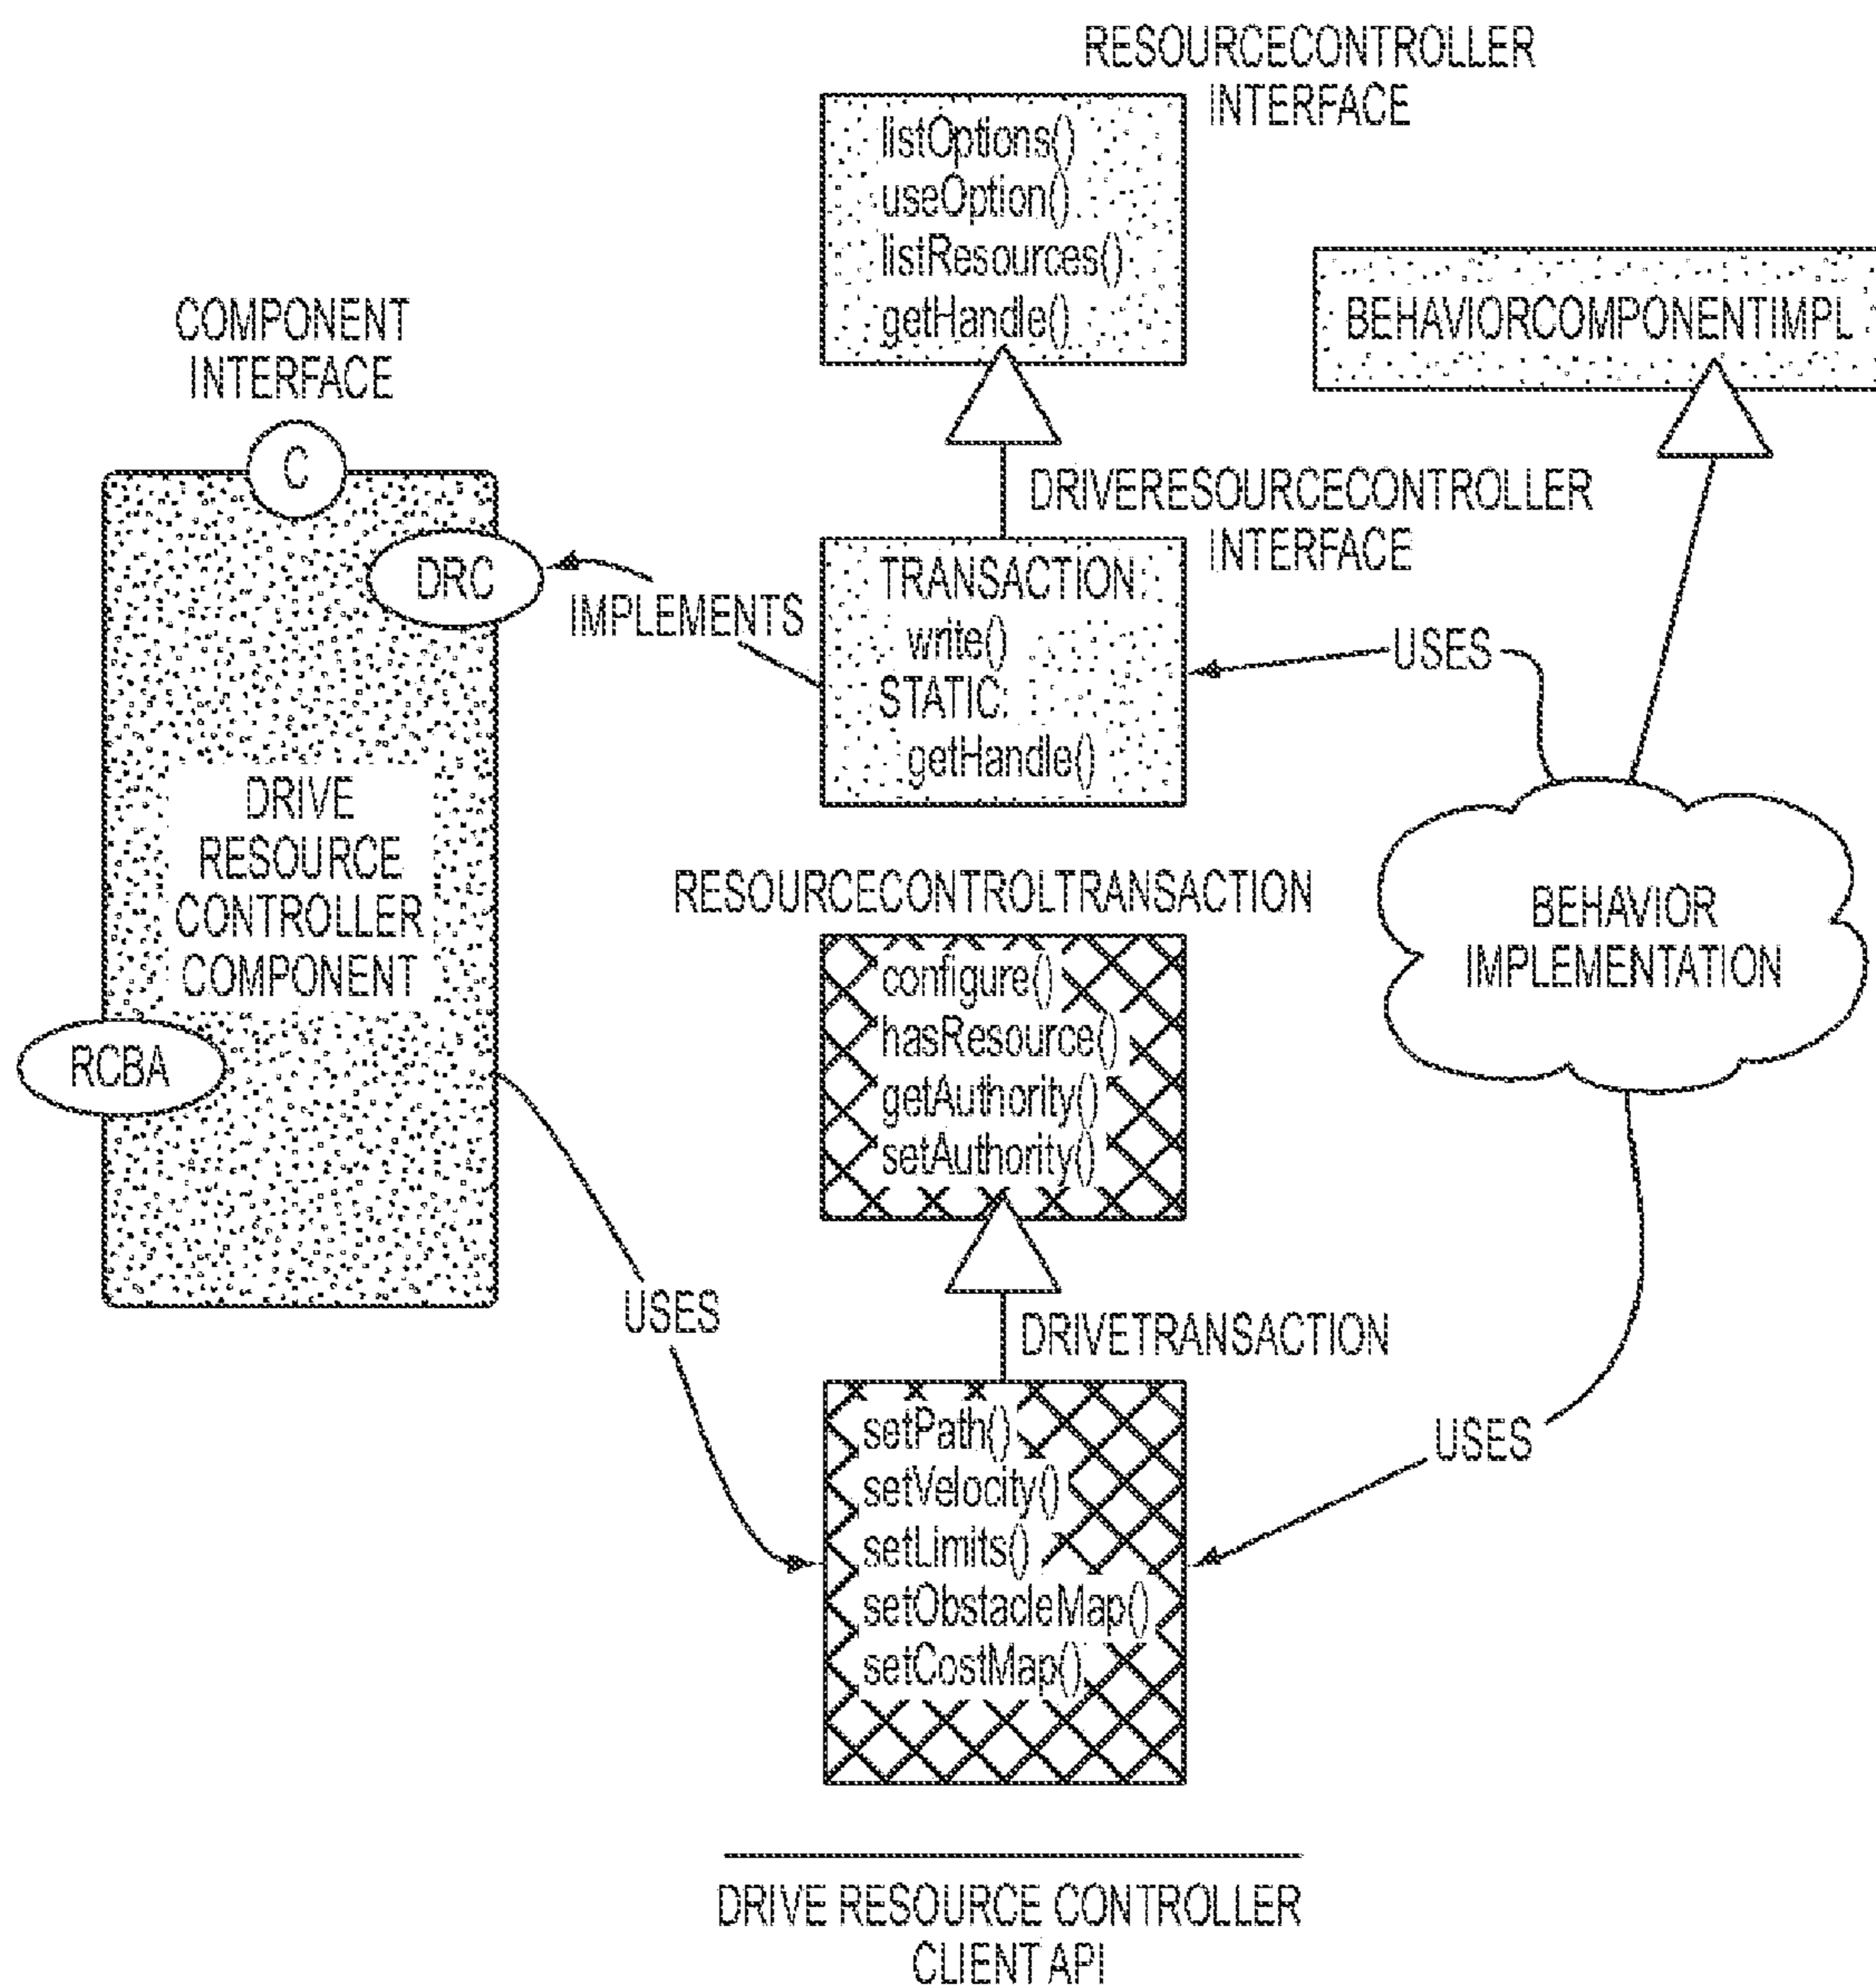 RESOURCECONTROLLER
INTERFACE
listOptions()
useOption()
listResources()
getHandle()
BEHAVIORCOMPONENTIMPL
COMPONENT
INTERFACE
C
DRC
IMPLEMENTS
DRIVERESOURCECONTROLLER
INTERFACE
TRANSACTION:
write()
STATIC:
getHandle()
USES
DRIVE
RESOURCE
CONTROLLER
COMPONENT
RCBA
RESOURCECONTROLTRANSACTION
configure()
hasResource()
getAuthority()
setAuthority()
BEHAVIOR
IMPLEMENTATION
USES
DRIVETRANSACTION
setPath()
setVelocity()
setLimits()
setObstacleMap()
setCostMap()
USES
DRIVE RESOURCE CONTROLLER
CLIENT API